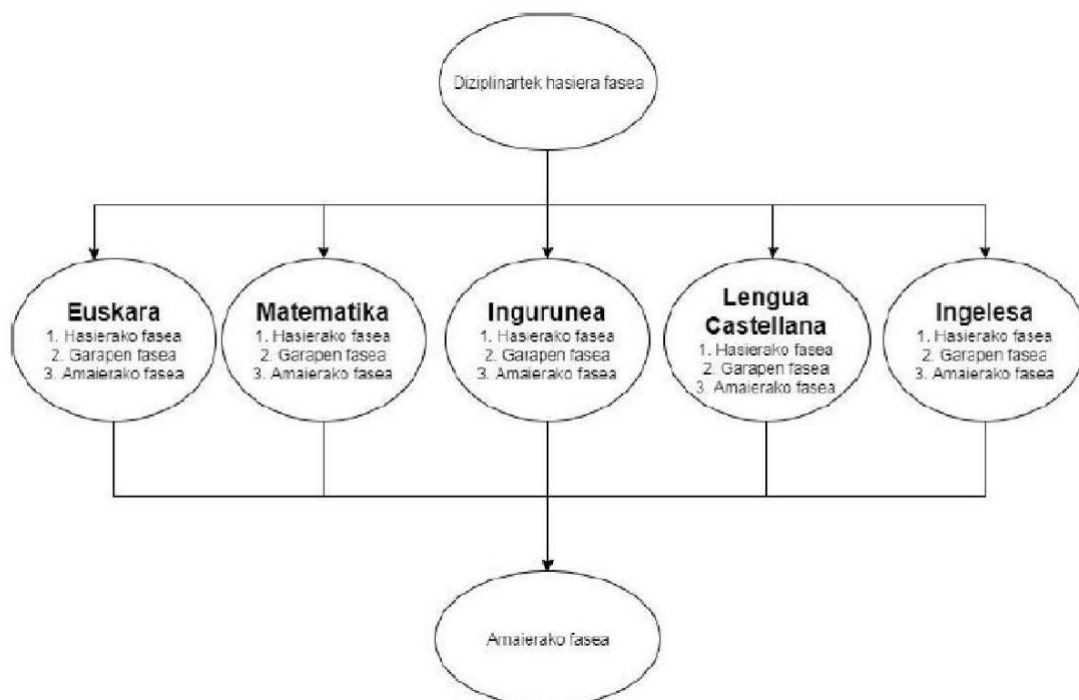 Diziplinartek hasiera fasea
Euskara
1. Hasierako fasea
2. Garapen fasea
3. Amaierako fasea
Matematika
1. Hasierako fasea
2. Garapen fasea
3. Amaierako fasea
Ingurunea
1. Hasierako fasea
2. Garapen fasea
3. Amaierako fasea
Lengua
Castellana
1. Hasierako fasea
2. Garapen fasea
3. Amaierako fasea
Ingelesa
1. Hasierako fasea
2. Garapen fasea
3. Amaierako fasea
Amaierako fasea